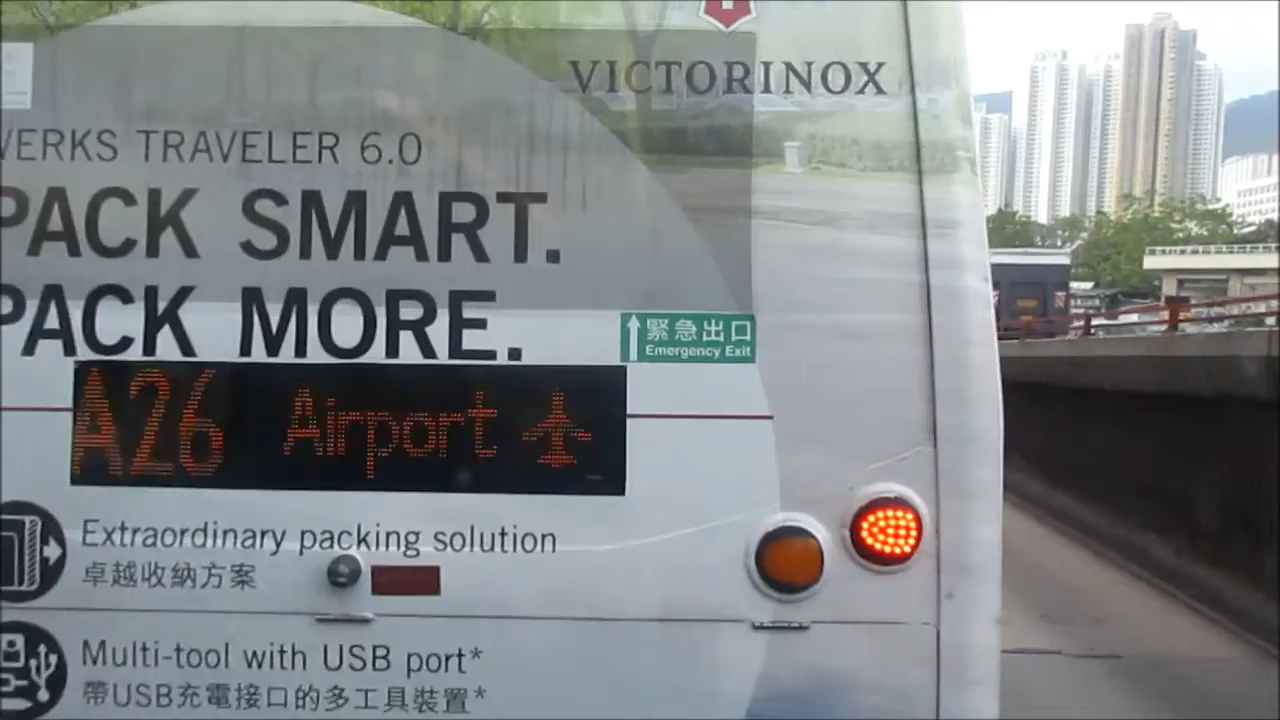 VICTORINOX
WERKS TRAVELER 6.0
PACK SMART.
PACK MORE.
緊急出口
Emergency Exit
A26 Airport
Extraordinary packing solution
卓越收納方案
Multi-tool with USB port*
帶USB充電接口的多工具裝置*